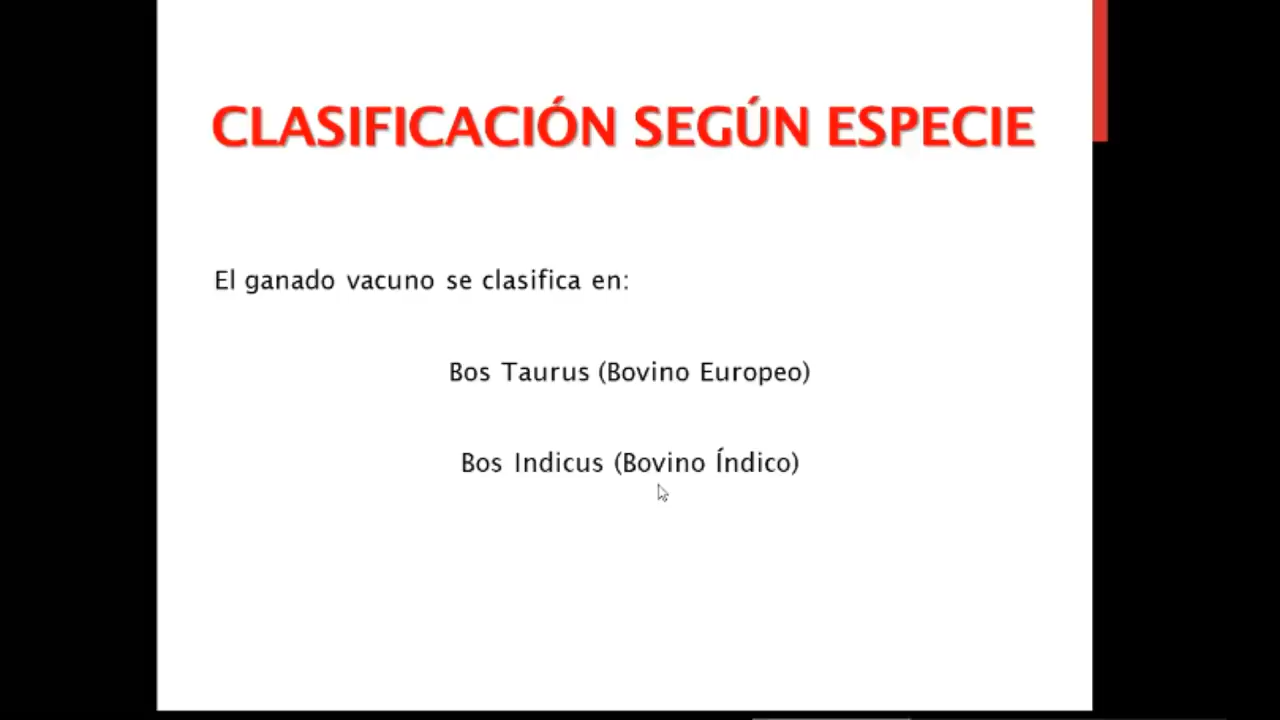 CLASIFICACIÓN SEGÚN ESPECIE
El ganado vacuno se clasifica en:
Bos Taurus (Bovino Europeo)
Bos Indicus (Bovino Índico)